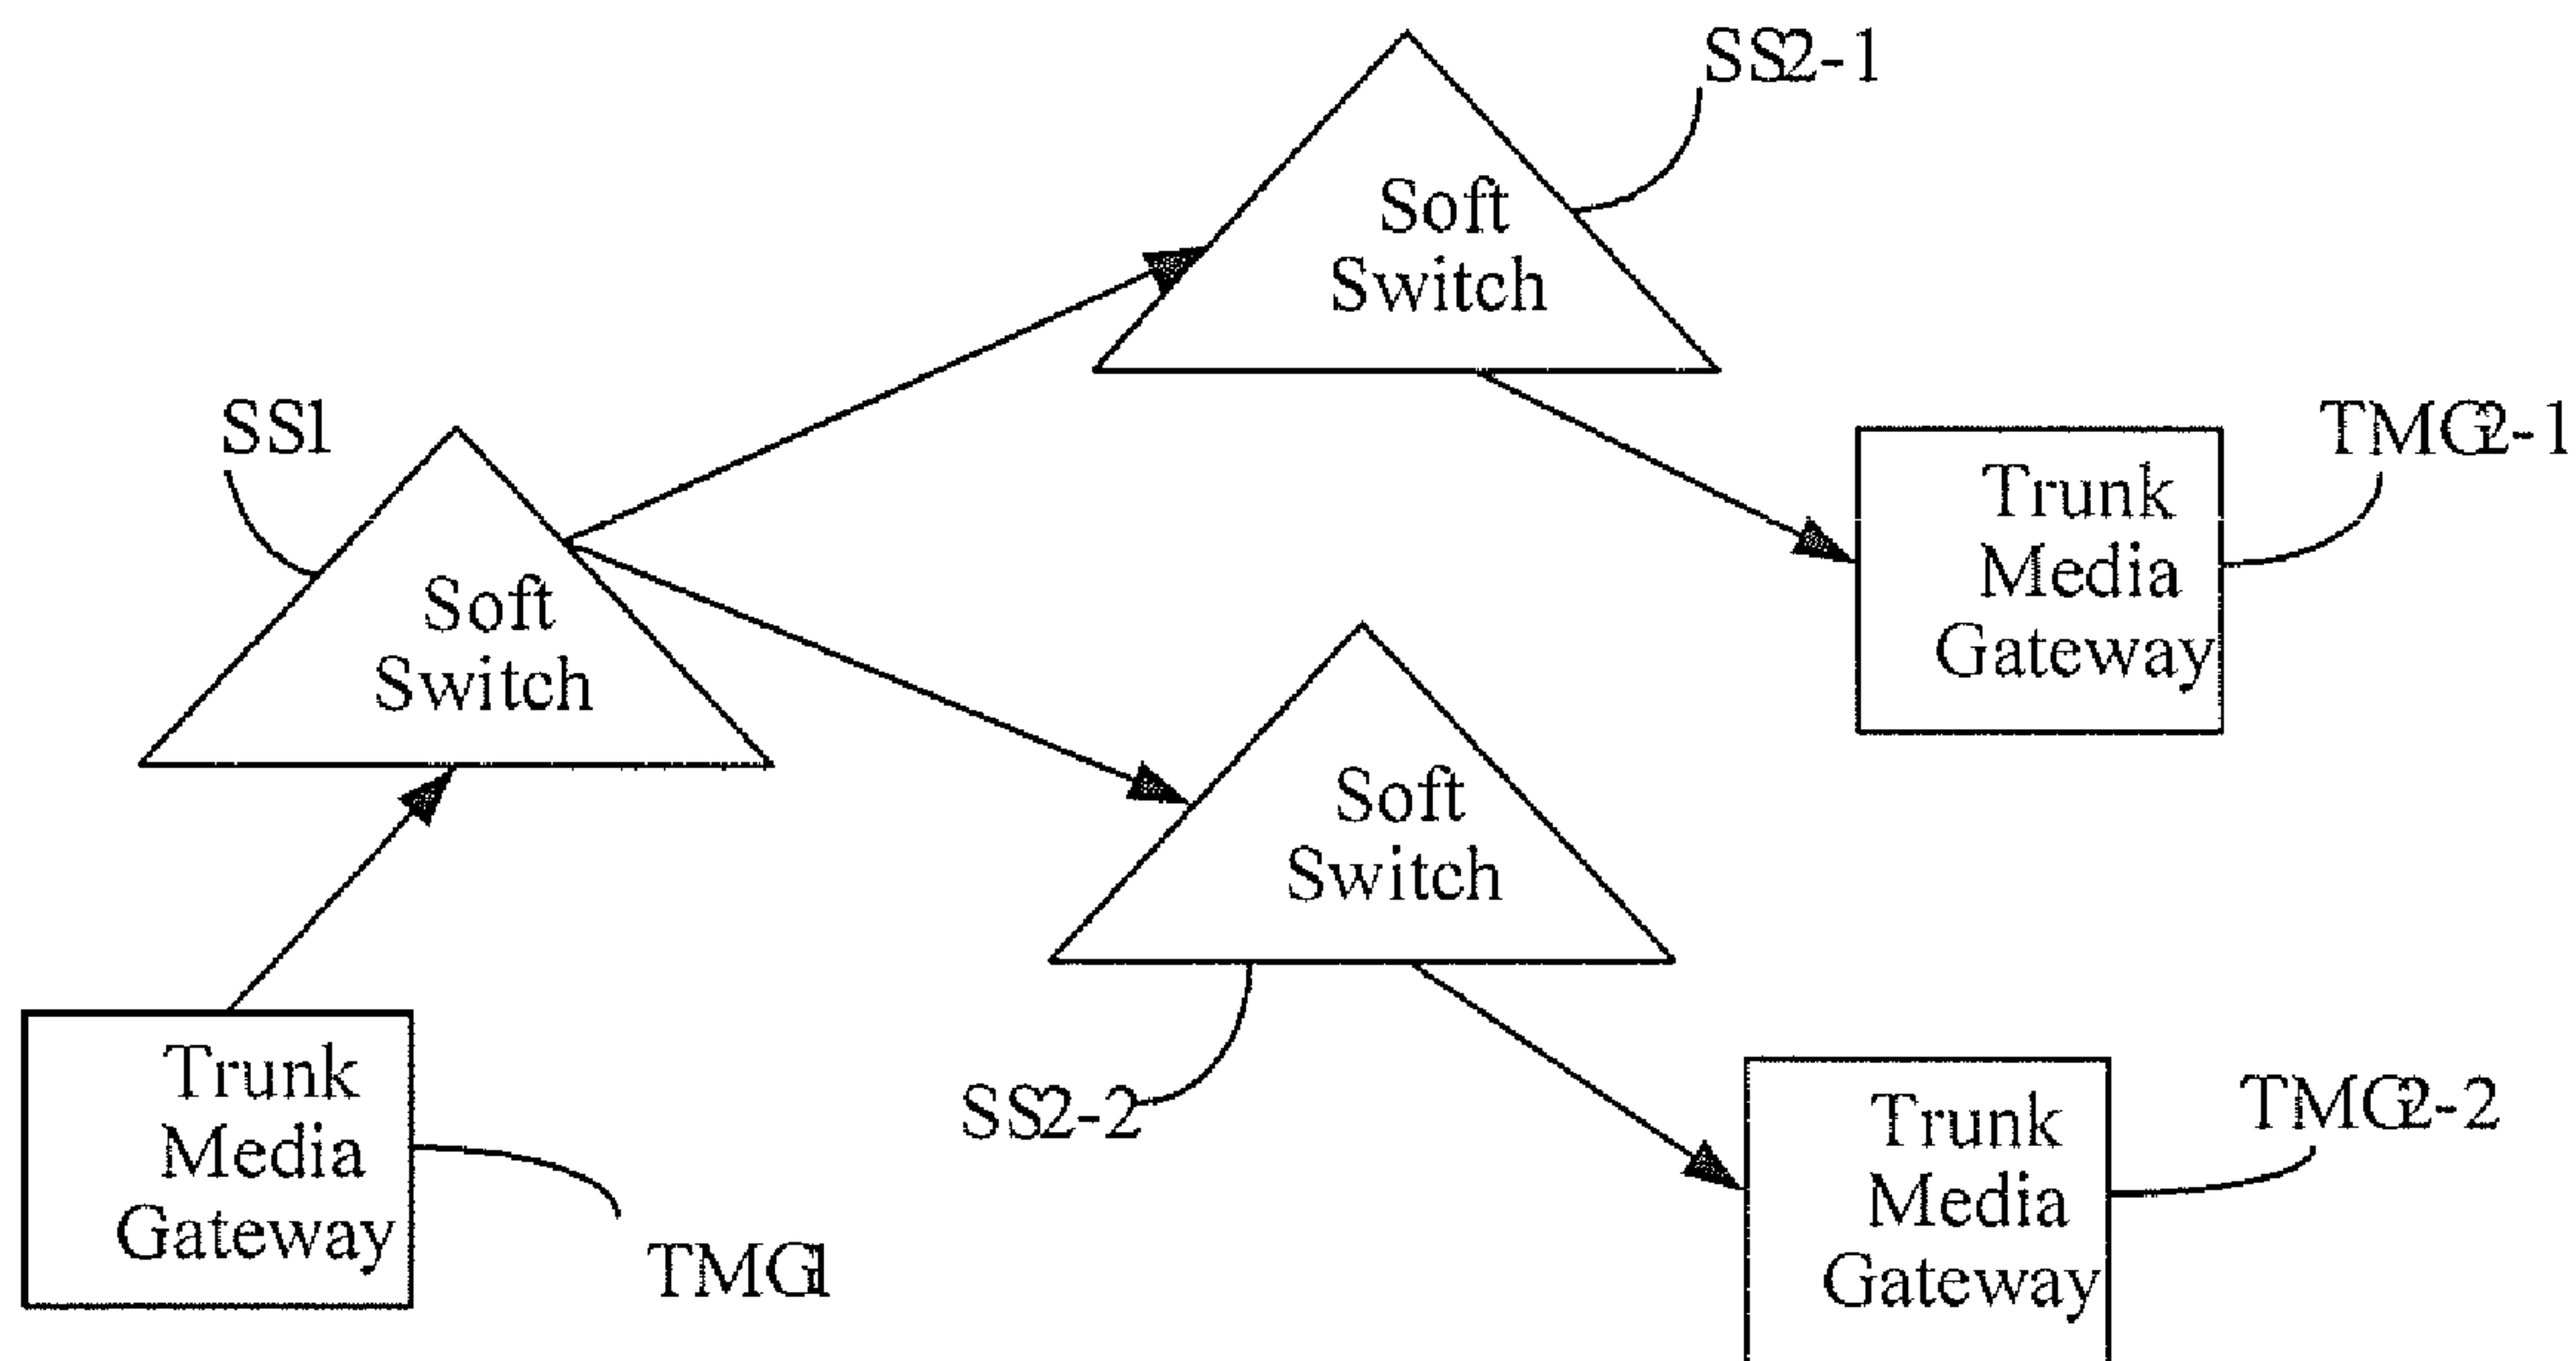 SS2-1
Soft
Switch
SS1
TMG2-1
Trunk
Media
Gateway
Soft
Switch
Soft
Switch
Trunk
Media
Gateway
TMG1
SS2-2
TMG2-2
Trunk
Media
Gateway